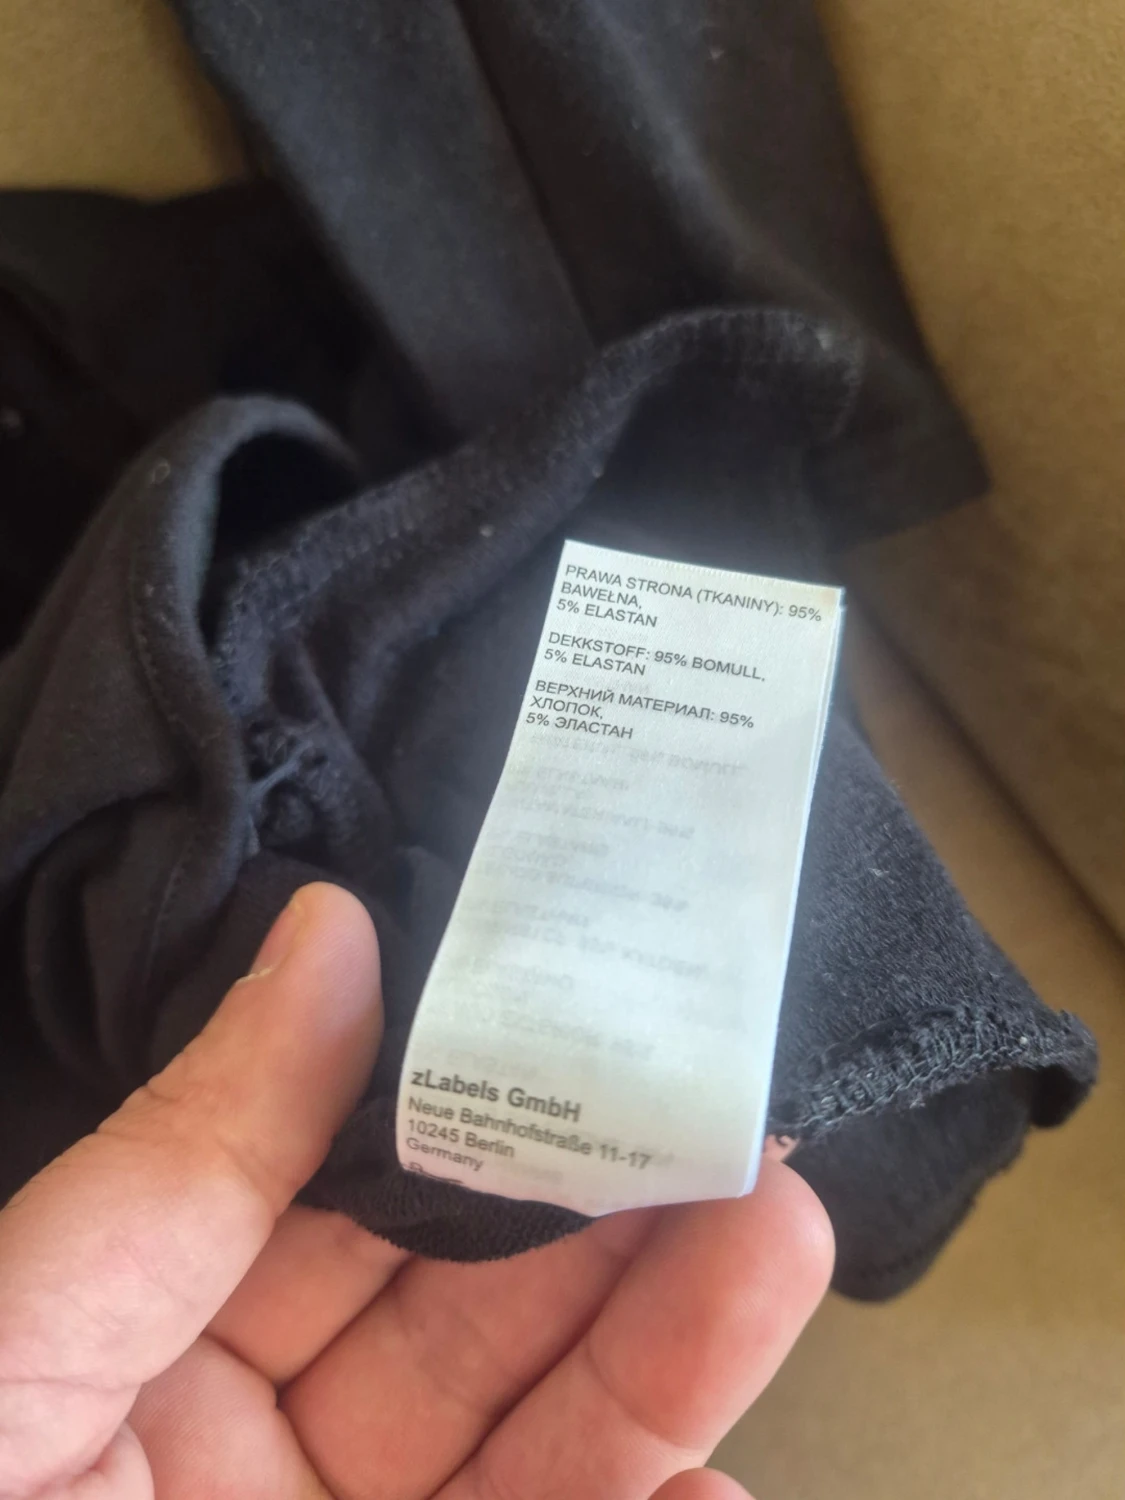 PRAWA STRONA (TKANINY): 95%
BAWEŁNA,
5% ELASTAN
DEKKSTOFF: 95% BOMULL,
5% ELASTAN
ВЕРХНИЙ МАТЕРИАЛ: 95%
ХЛОПОК,
5% ЭЛАСТАН
zLabels GmbH
Neue Bahnhofstraße 11-17
10245 Berlin
Germany